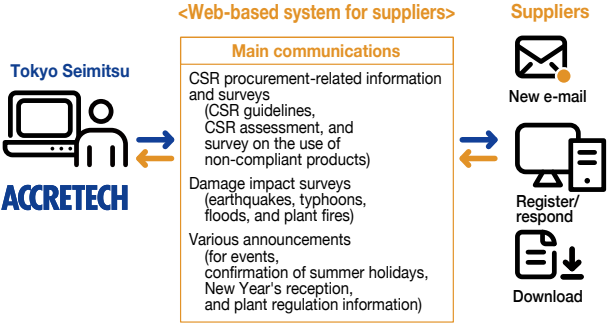 <Web-based system for suppliers>
Suppliers
Main communications
Tokyo Seimitsu
ACCRETECH
CSR procurement-related information
and surveys
(CSR guidelines,
CSR assessment, and
survey on the use of
non-compliant products)
Damage impact surveys
(earthquakes, typhoons,
floods, and plant fires)
Various announcements
(for events,
confirmation of summer holidays,
New Year's reception,
and plant regulation information)
New e-mail
Register/
respond
Download